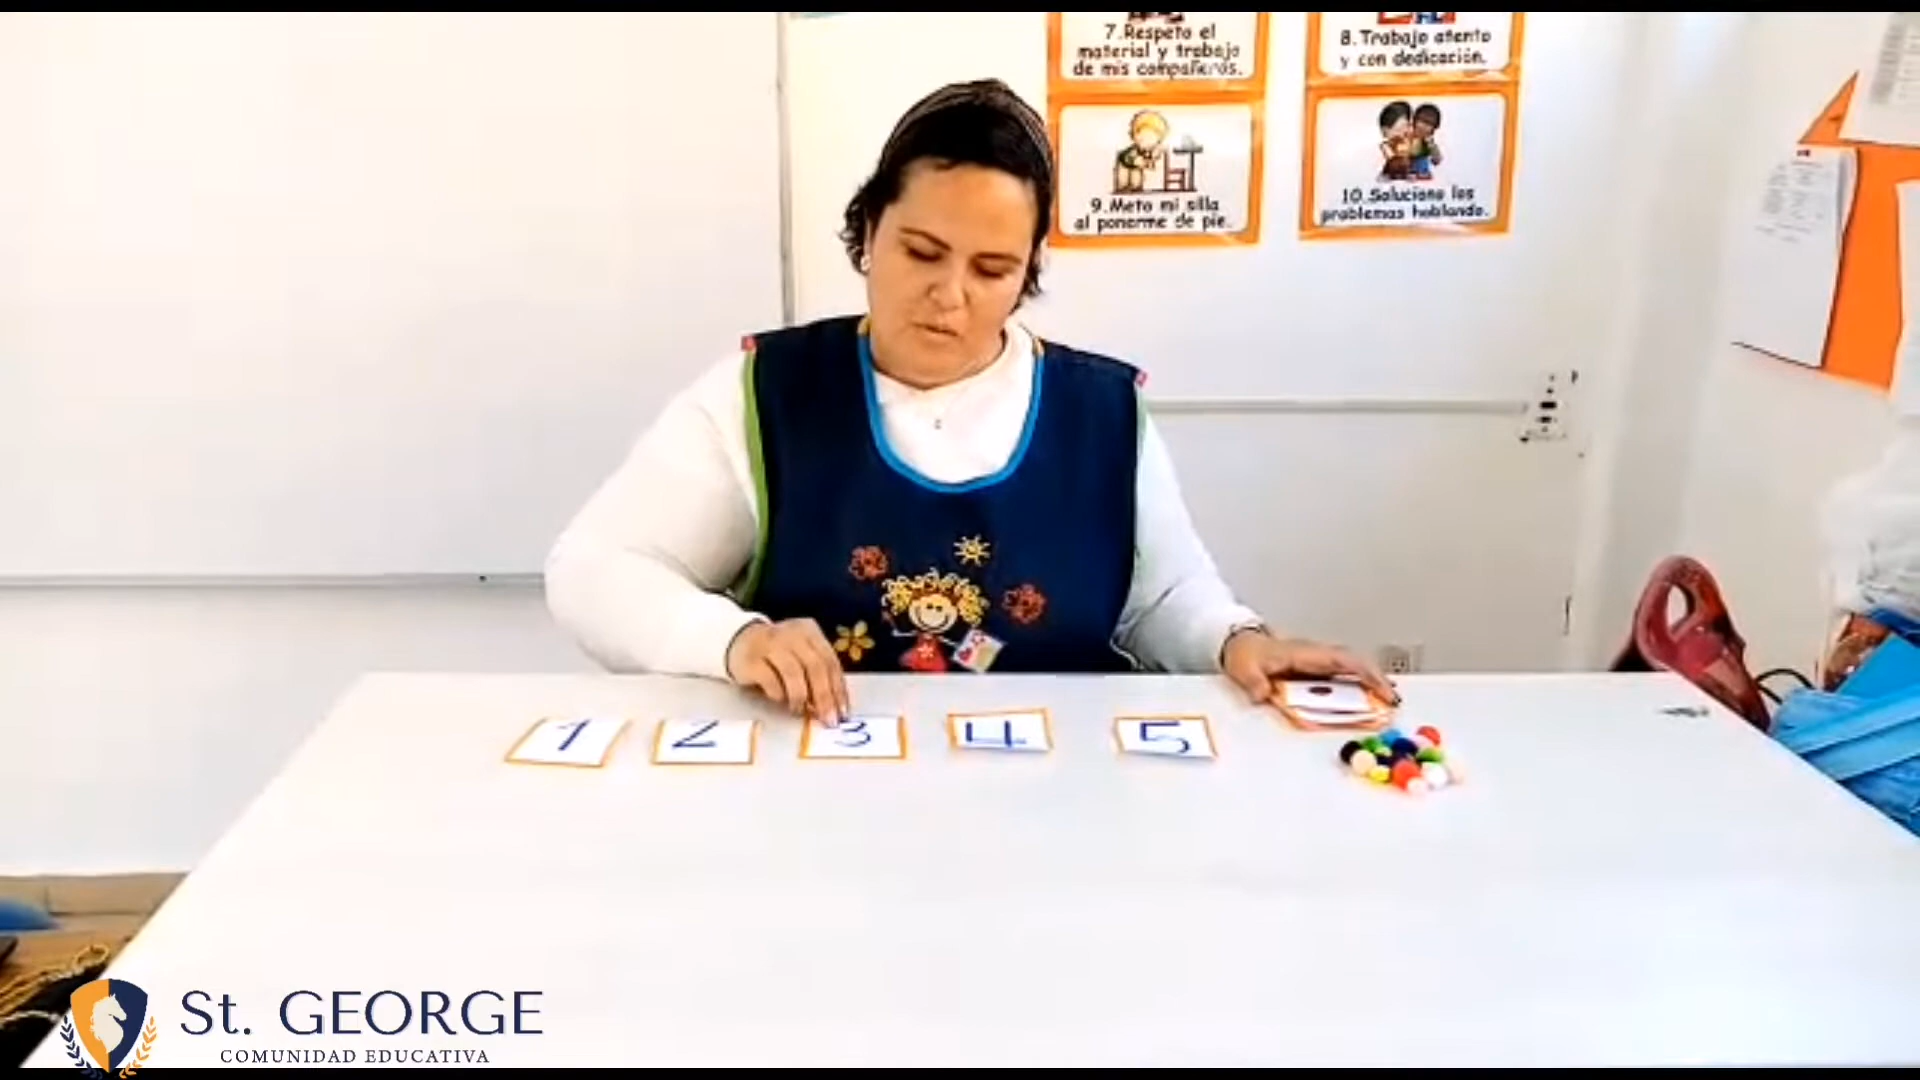 7.Respeto el
material y trabajo
de mis compañeros.
8.Trabajo atento
y con dedicación.
9.Meto mi silla
al ponerme de pie.
10.Soluciono los
problemas hablando.
1 2 3 4 5
St. GEORGE
COMUNIDAD EDUCATIVA